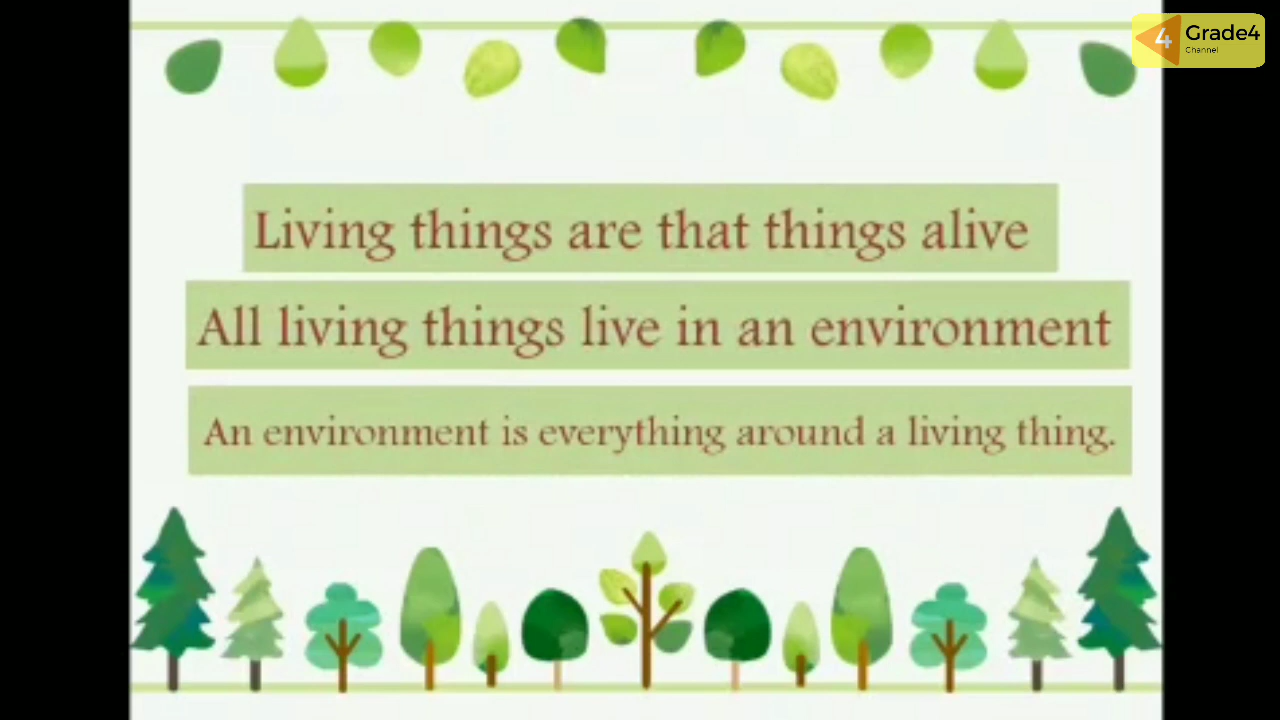 4 Grade4
Channel
Living things are that things alive
All living things live in an environment
An environment is everything around a living thing.